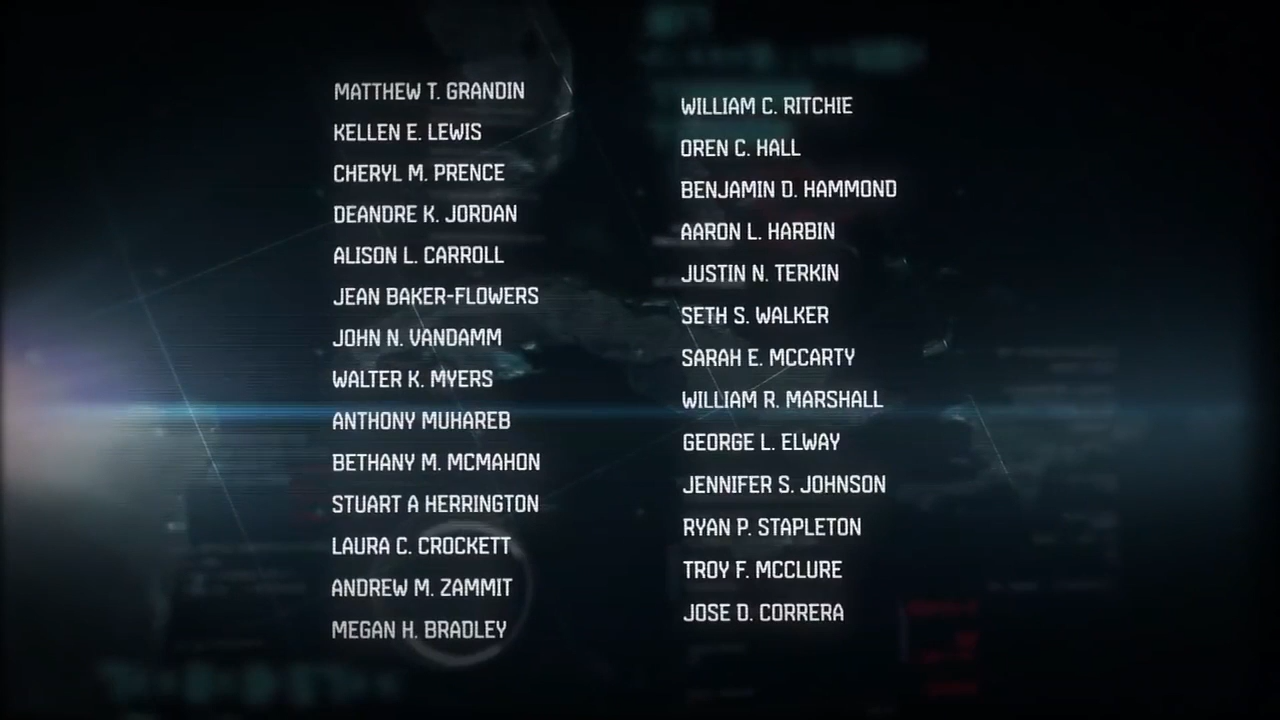 MATTHEW T. GRANDIN
KELLEN E. LEWIS
CHERYL M. PRENCE
DEANDRE K. JORDAN
ALISON L. CARROLL
JEAN BAKER-FLOWERS
JOHN N. VANDAMM
WALTER K. MYERS
ANTHONY MUHAREB
BETHANY M. MCMAHON
STUART A HERRINGTON
LAURA C. CROCKETT
ANDREW M. ZAMMIT
MEGAN H. BRADLEY
WILLIAM C. RITCHIE
OREN C. HALL
BENJAMIN D. HAMMOND
AARON L. HARBIN
JUSTIN N. TERKIN
SETH S. WALKER
SARAH E. MCCARTY
WILLIAM R. MARSHALL
GEORGE L. ELWAY
JENNIFER S. JOHNSON
RYAN P. STAPLETON
TROY F. MCCLURE
JOSE D. CORRERA